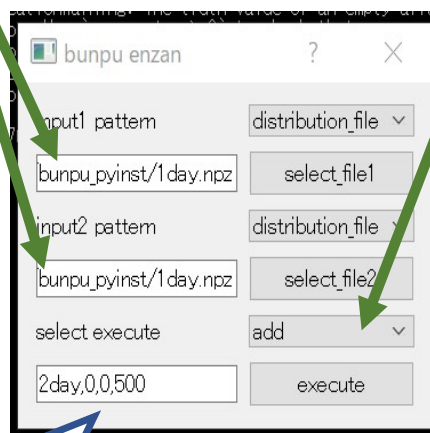 bunpu enzan ? ×
input1 pattern distribution_file
bunpu_pyinst/1day.npz select_file1
input2 pattern distribution_file
bunpu_pyinst/1day.npz select_file2
select execute add
2day,0,0,500 execute